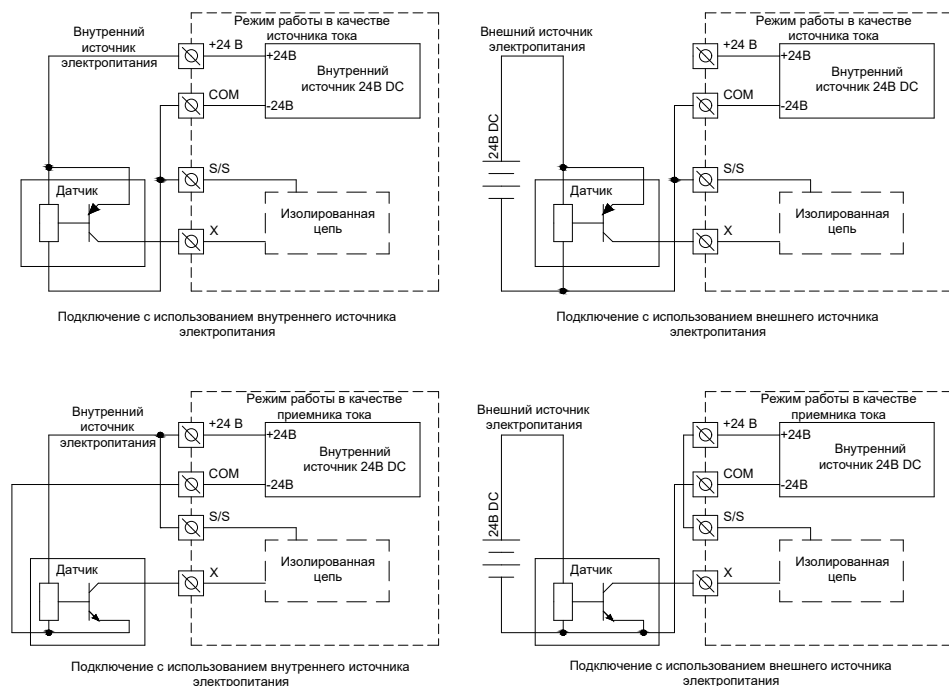 Режим работы в качестве
источника тока
Внутренний
источник
электропитания
+24 В
+24В
Внутренний
источник 24В DC
COM
-24В
S/S
Датчик
Изолированная
цепь
X
Подключение с использованием внутреннего источника
электропитания
Режим работы в качестве
источника тока
Внешний источник
электропитания
+24 В
+24В
Внутренний
источник 24В DC
COM
-24В
24В DC
S/S
Датчик
Изолированная
цепь
X
Подключение с использованием внешнего источника
электропитания
Режим работы в качестве
приемника тока
Внутренний
источник
электропитания
+24 В
+24В
Внутренний
источник 24В DC
COM
-24В
S/S
Датчик
Изолированная
цепь
X
Подключение с использованием внутреннего источника
электропитания
Режим работы в качестве
приемника тока
Внешний источник
электропитания
+24 В
+24В
Внутренний
источник 24В DC
COM
-24В
24В DC
S/S
Датчик
Изолированная
цепь
X
Подключение с использованием внешнего источника
электропитания